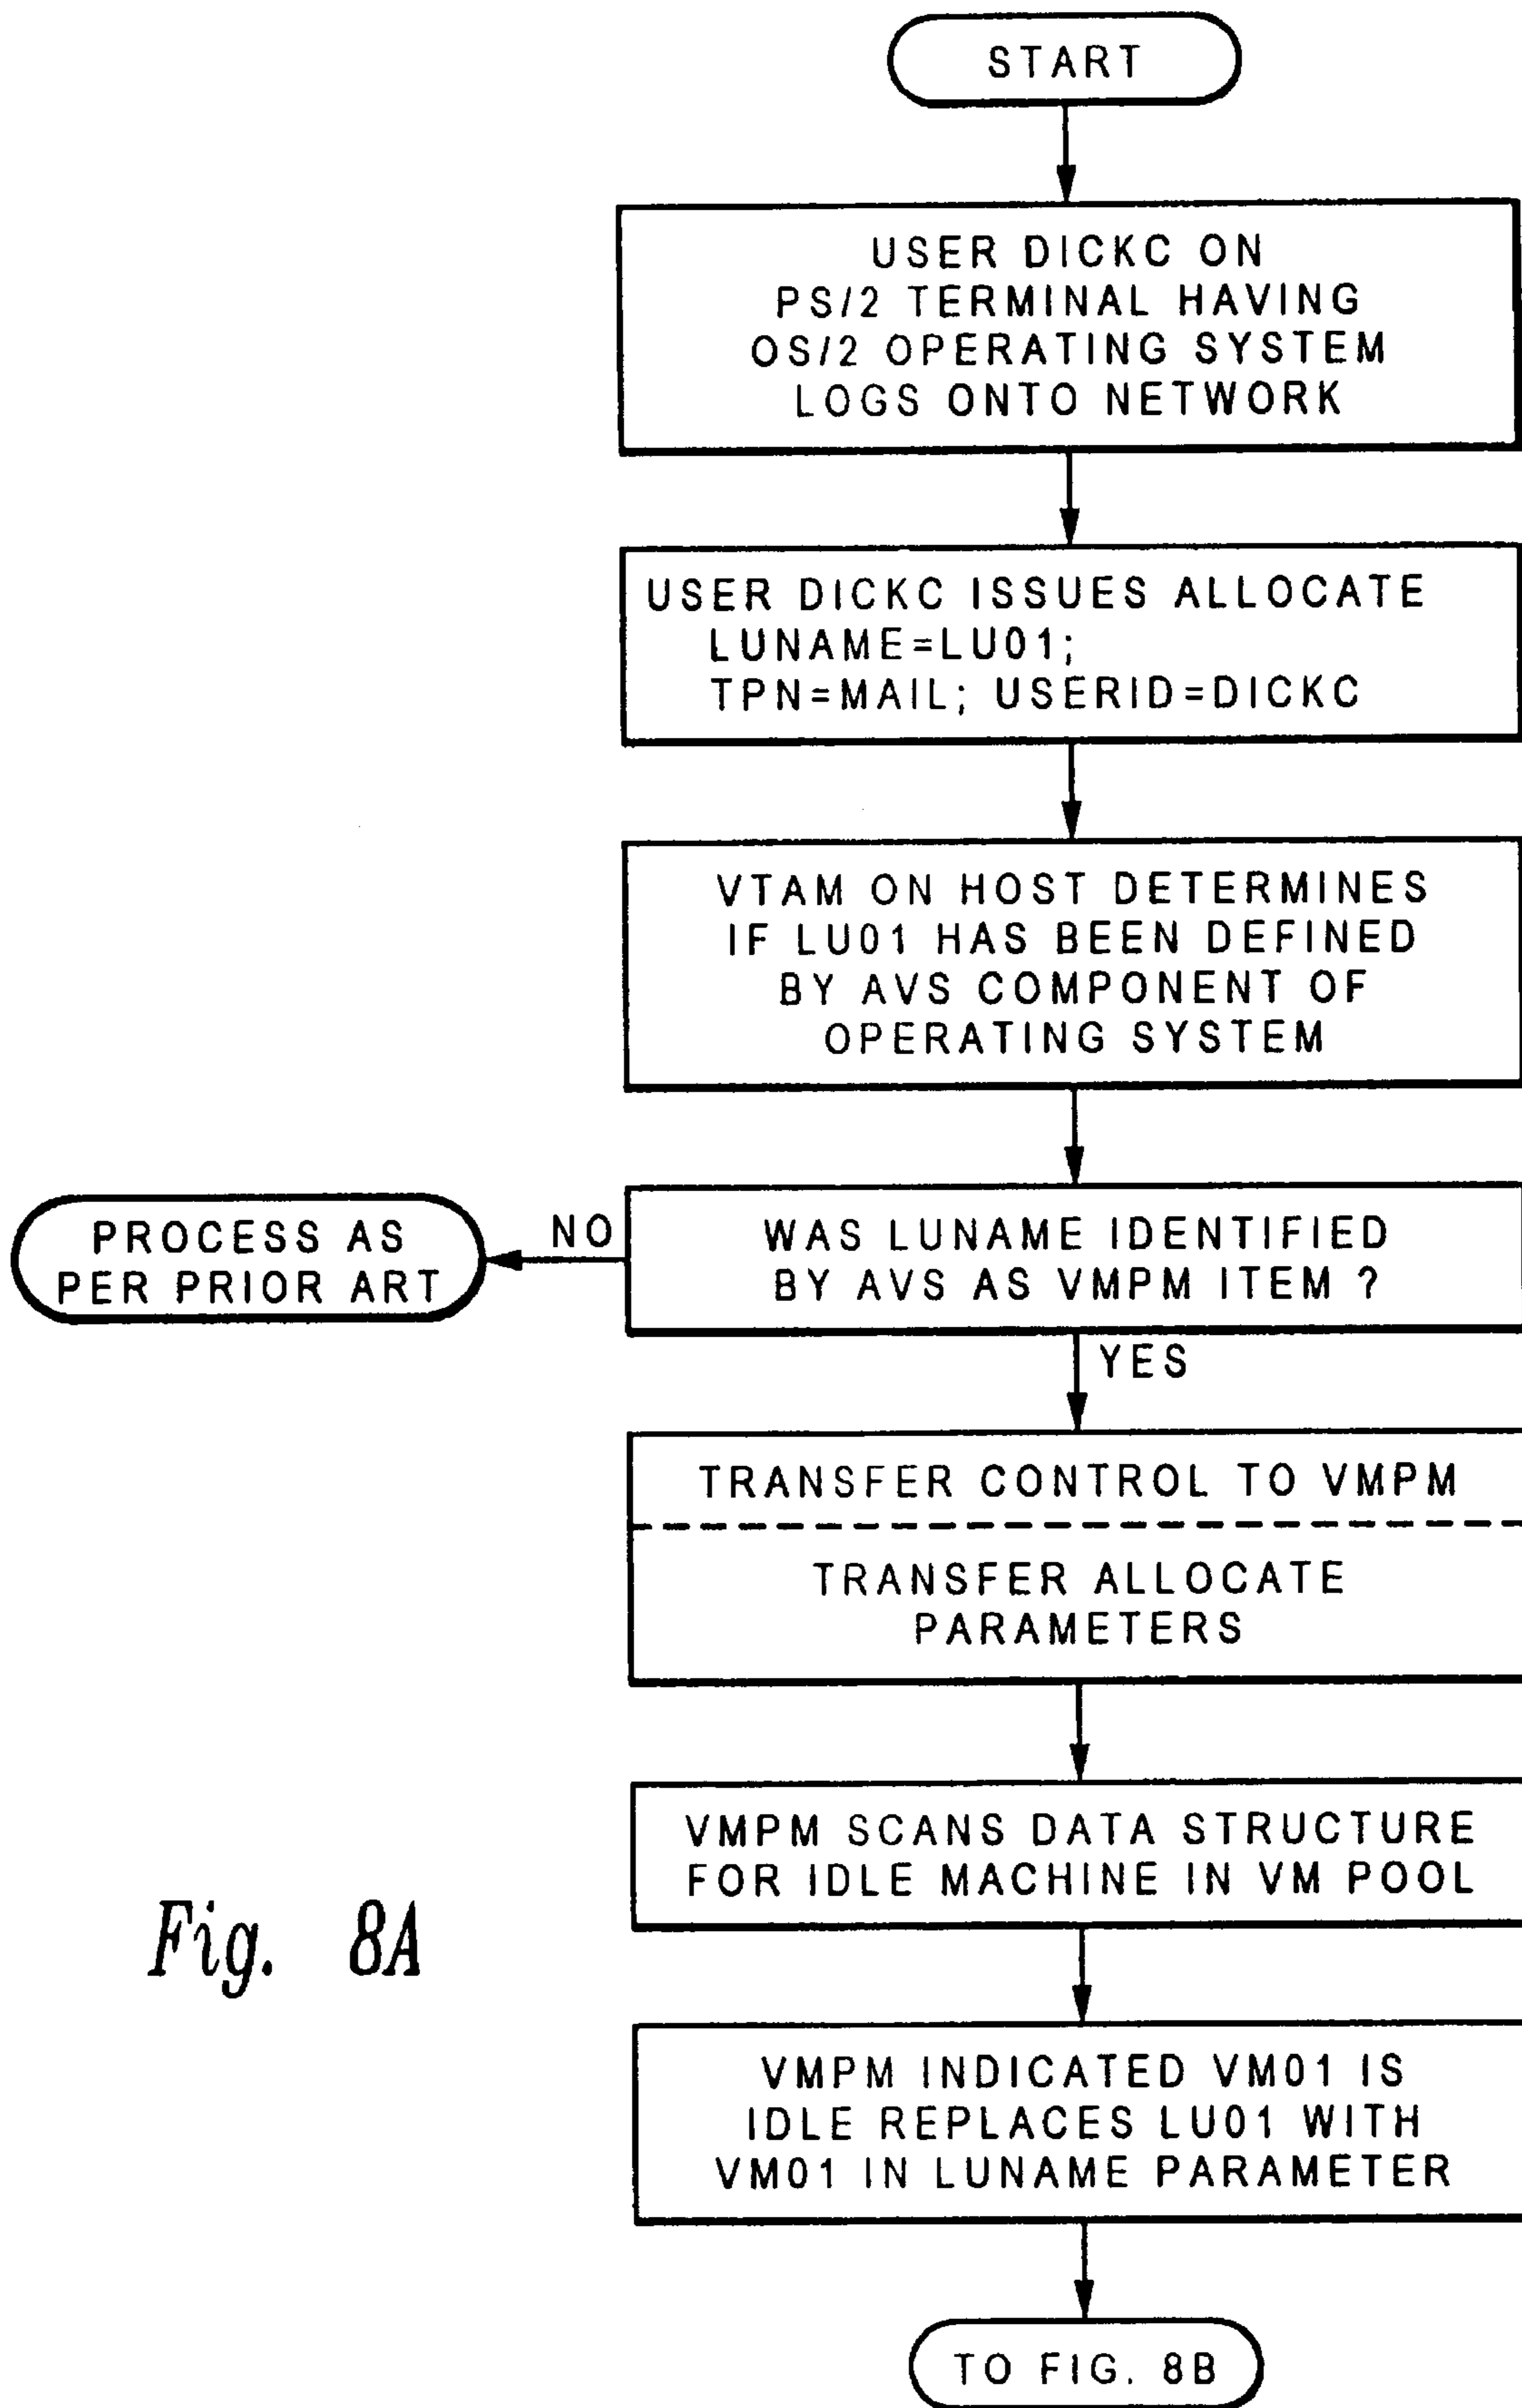 START
USER DICKC ON
PS/2 TERMINAL HAVING
OS/2 OPERATING SYSTEM
LOGS ONTO NETWORK
USER DICKC ISSUES ALLOCATE
LUNAME=LU01;
TPN=MAIL; USERID=DICKC
VTAM ON HOST DETERMINES
IF LU01 HAS BEEN DEFINED
BY AVS COMPONENT OF
OPERATING SYSTEM
WAS LUNAME IDENTIFIED
BY AVS AS VMPM ITEM ?
NO
PROCESS AS
PER PRIOR ART
YES
TRANSFER CONTROL TO VMPM
TRANSFER ALLOCATE
PARAMETERS
VMPM SCANS DATA STRUCTURE
FOR IDLE MACHINE IN VM POOL
VMPM INDICATED VM01 IS
IDLE REPLACES LU01 WITH
VM01 IN LUNAME PARAMETER
TO FIG. 8B
Fig. 8A